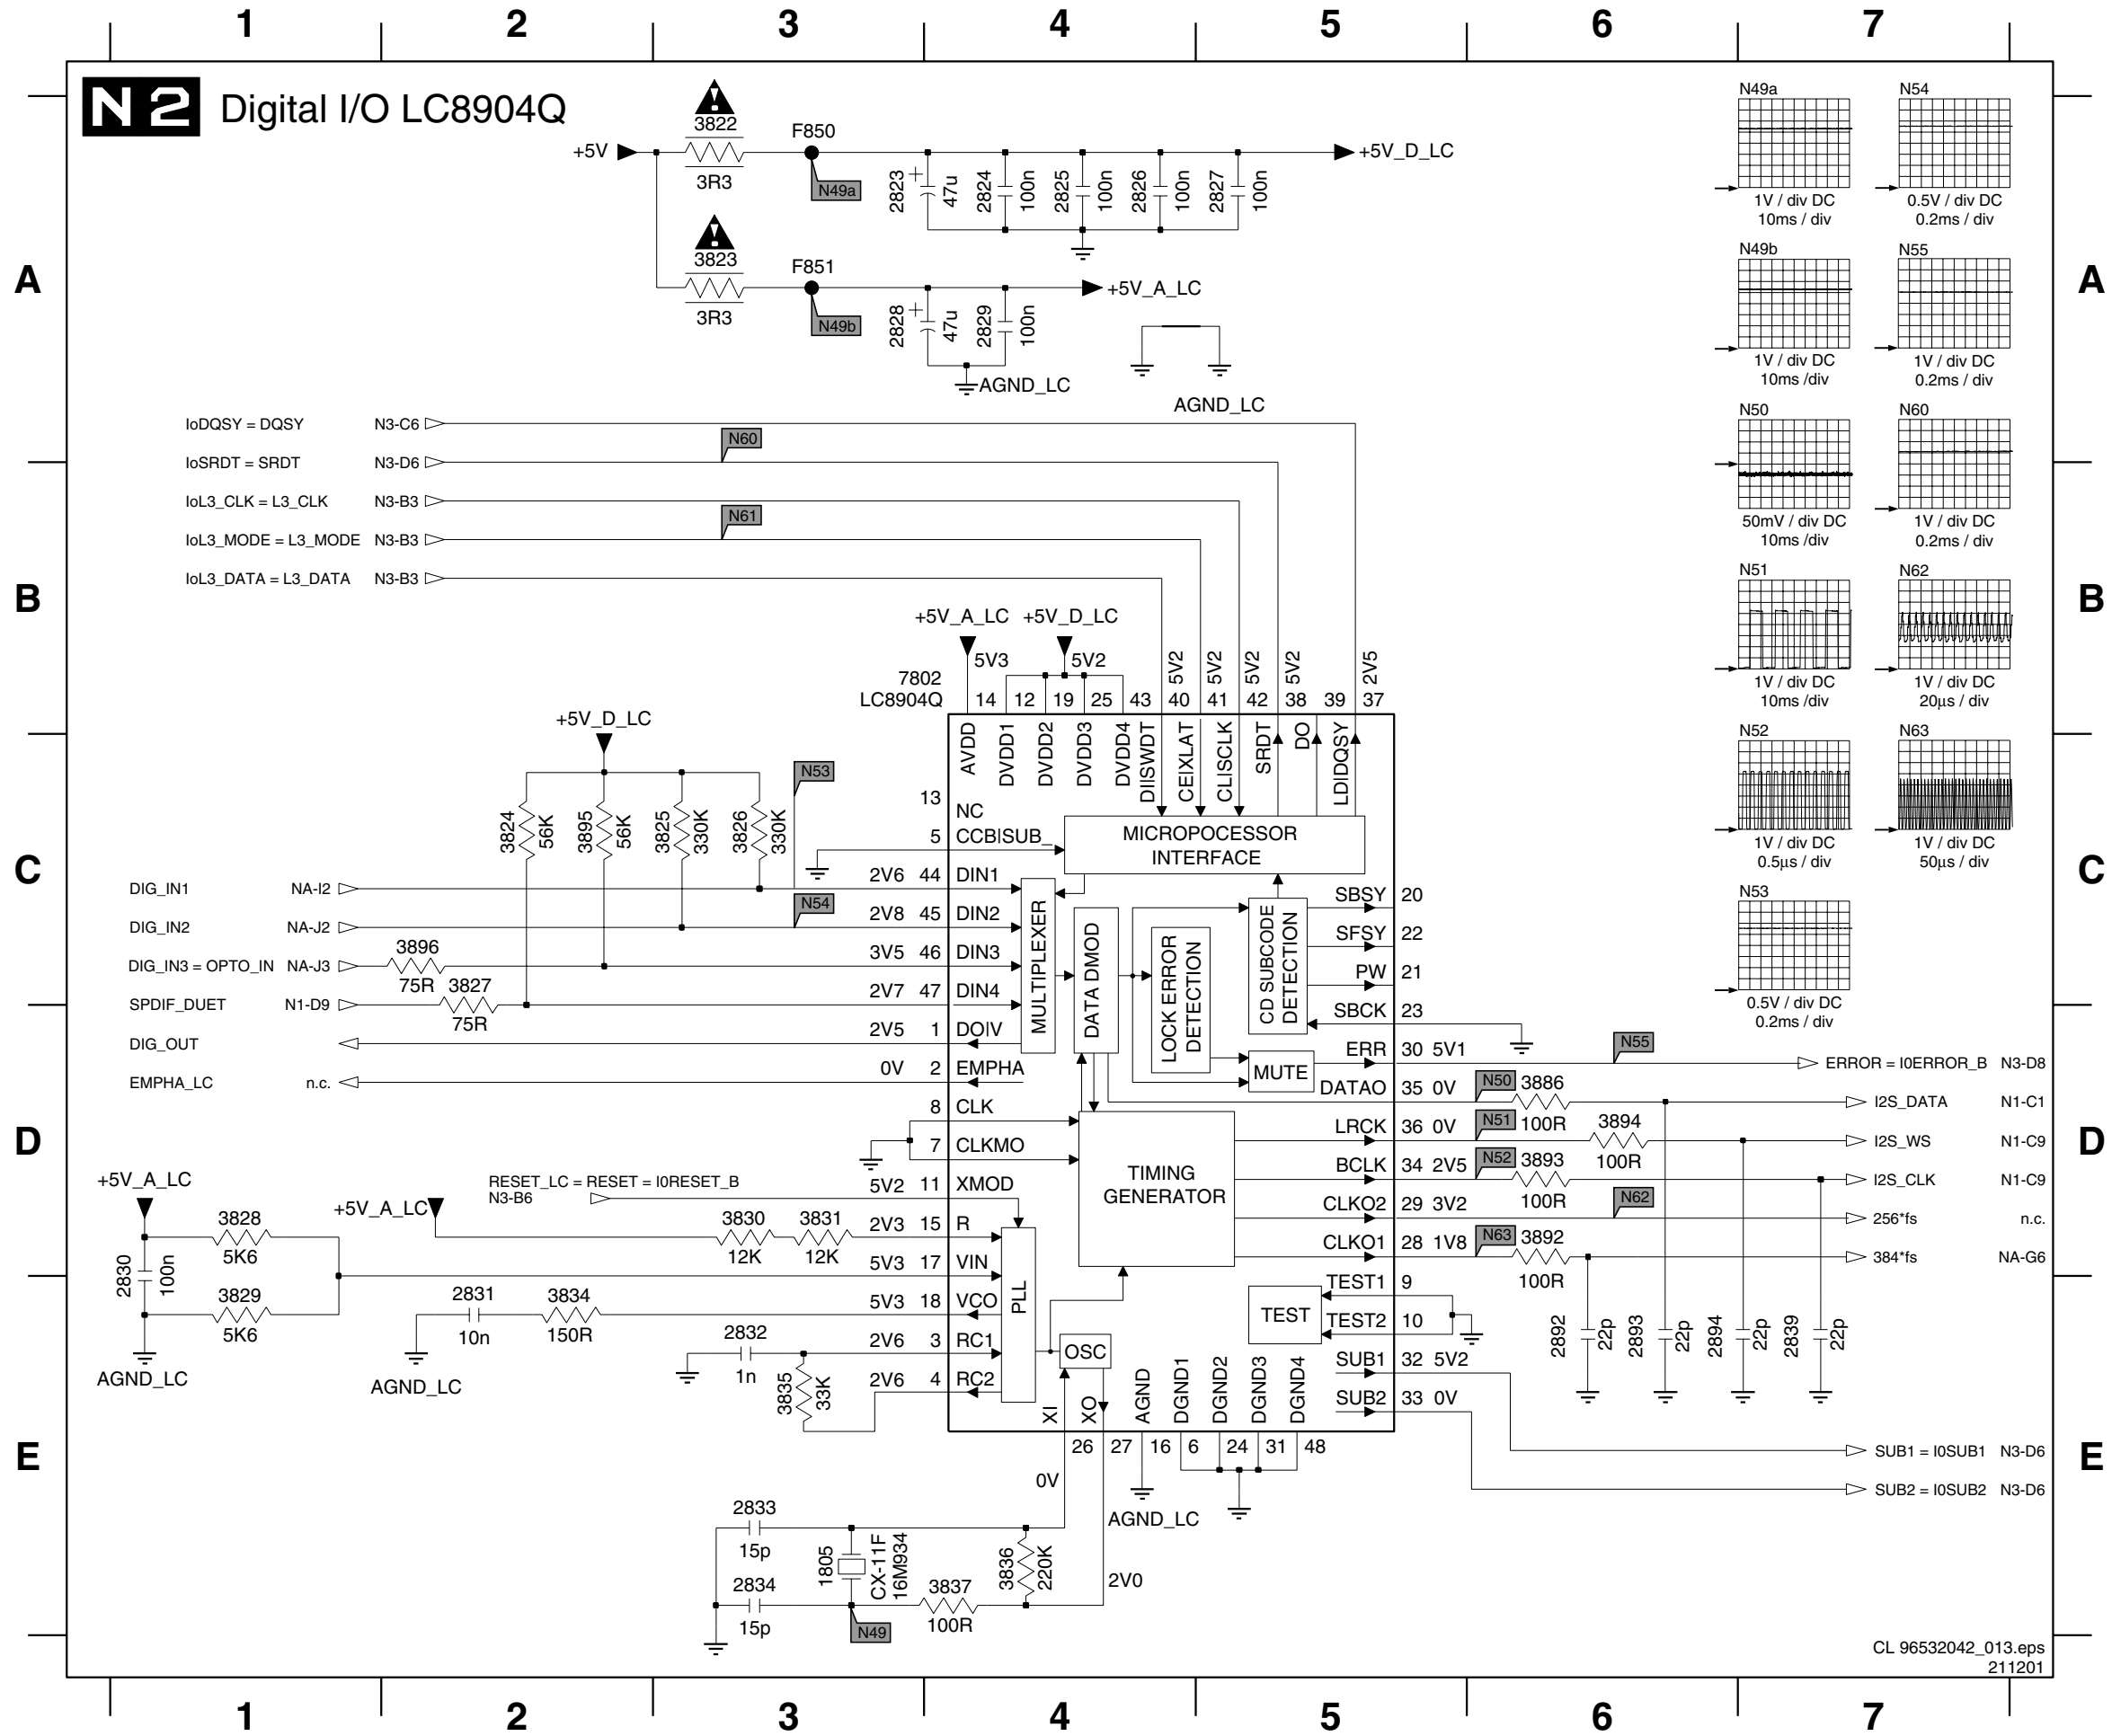 1 2 3 4 5 6 7
N2 Digital I/O LC8904Q
A
B
C
D
E
A
B
C
D
E
+5V
3822
3R3
F850
N49a
2823
47u
2824
100n
2825
100n
2826
100n
2827
100n
+5V_D_LC
3823
3R3
F851
N49b
2828
47u
2829
100n
+5V_A_LC
AGND_LC
AGND_LC
N49a
1V / div DC
10ms / div
N54
0.5V / div DC
0.2ms / div
N49b
1V / div DC
10ms /div
N55
1V / div DC
0.2ms / div
N50
50mV / div DC
10ms /div
N60
1V / div DC
0.2ms / div
N51
1V / div DC
10ms / div
N62
1V / div DC
20µs / div
N52
1V / div DC
0.5µs / div
N63
1V / div DC
50µs / div
N53
0.5V / div DC
0.2ms / div
IoDQSY = DQSY N3-C6
N60
IoSRDT = SRDT N3-D6
IoL3_CLK = L3_CLK N3-B3
N61
IoL3_MODE = L3_MODE N3-B3
IoL3_DATA = L3_DATA N3-B3
+5V_A_LC +5V_D_LC
5V3 5V2 5V2 5V2 5V2 5V2 2V5
7802
LC8904Q 14 12 19 25 43 40 41 42 38 39 37
AVDD DVDD1 DVDD2 DVDD3 DVDD4 DIISWDT CEIXLAT CLISCLK SRDT DO LDIDQSY
+5V_D_LC
3824
56K
3895
56K
3825
330K
3826
330K
N53
13 NC
5 CCBISUB_
MICROPOCESSOR
INTERFACE
DIG_IN1 NA-I2
2V6 44 DIN1
N54
DIG_IN2 NA-J2
2V8 45 DIN2
DIG_IN3 = OPTO_IN NA-J3
3896
75R
3V5 46 DIN3
SPDIF_DUET N1-D9
3827
75R
2V7 47 DIN4
DIG_OUT
2V5 1 DOIV
EMPHA_LC n.c.
0V 2 EMPHA
MULTIPLEXER
DATA DMOD
LOCK ERROR
DETECTION
CD SUBCODE
DETECTION
MUTE
SBSY 20
SFSY 22
PW 21
SBCK 23
ERR 30 5V1 N55 ERROR = I0ERROR_B N3-D8
DATAO 35 0V N50 3886 100R I2S_DATA N1-C1
LRCK 36 0V N51 3894 100R I2S_WS N1-C9
BCLK 34 2V5 N52 3893 100R I2S_CLK N1-C9
CLKO2 29 3V2 N62 256*fs n.c.
CLKO1 28 1V8 N63 3892 100R 384*fs NA-G6
8 CLK
7 CLKMO
TIMING
GENERATOR
RESET_LC = RESET = I0RESET_B
N3-B6
5V2 11 XMOD
+5V_A_LC
+5V_A_LC
3828
5K6
2830
100n
3829
5K6
AGND_LC
3830
12K
3831
12K
2V3 15 R
5V3 17 VIN
2831
10n
3834
150R
AGND_LC
5V3 18 VCO
2832
1n
2V6 3 RC1
3835
33K
2V6 4 RC2
PLL
OSC
TEST
TEST1 9
TEST2 10
SUB1 32 5V2
SUB2 33 0V
2892
22p
2893
22p
2894
22p
2839
22p
XI XO AGND DGND1 DGND2 DGND3 DGND4
26 27 16 6 24 31 48
0V
AGND_LC
SUB1 = I0SUB1 N3-D6
SUB2 = I0SUB2 N3-D6
2833
15p
2834
15p
1805
CX-11F
16M934
N49
3837
100R
3836
220K
2V0
CL 96532042_013.eps
211201
1 2 3 4 5 6 7